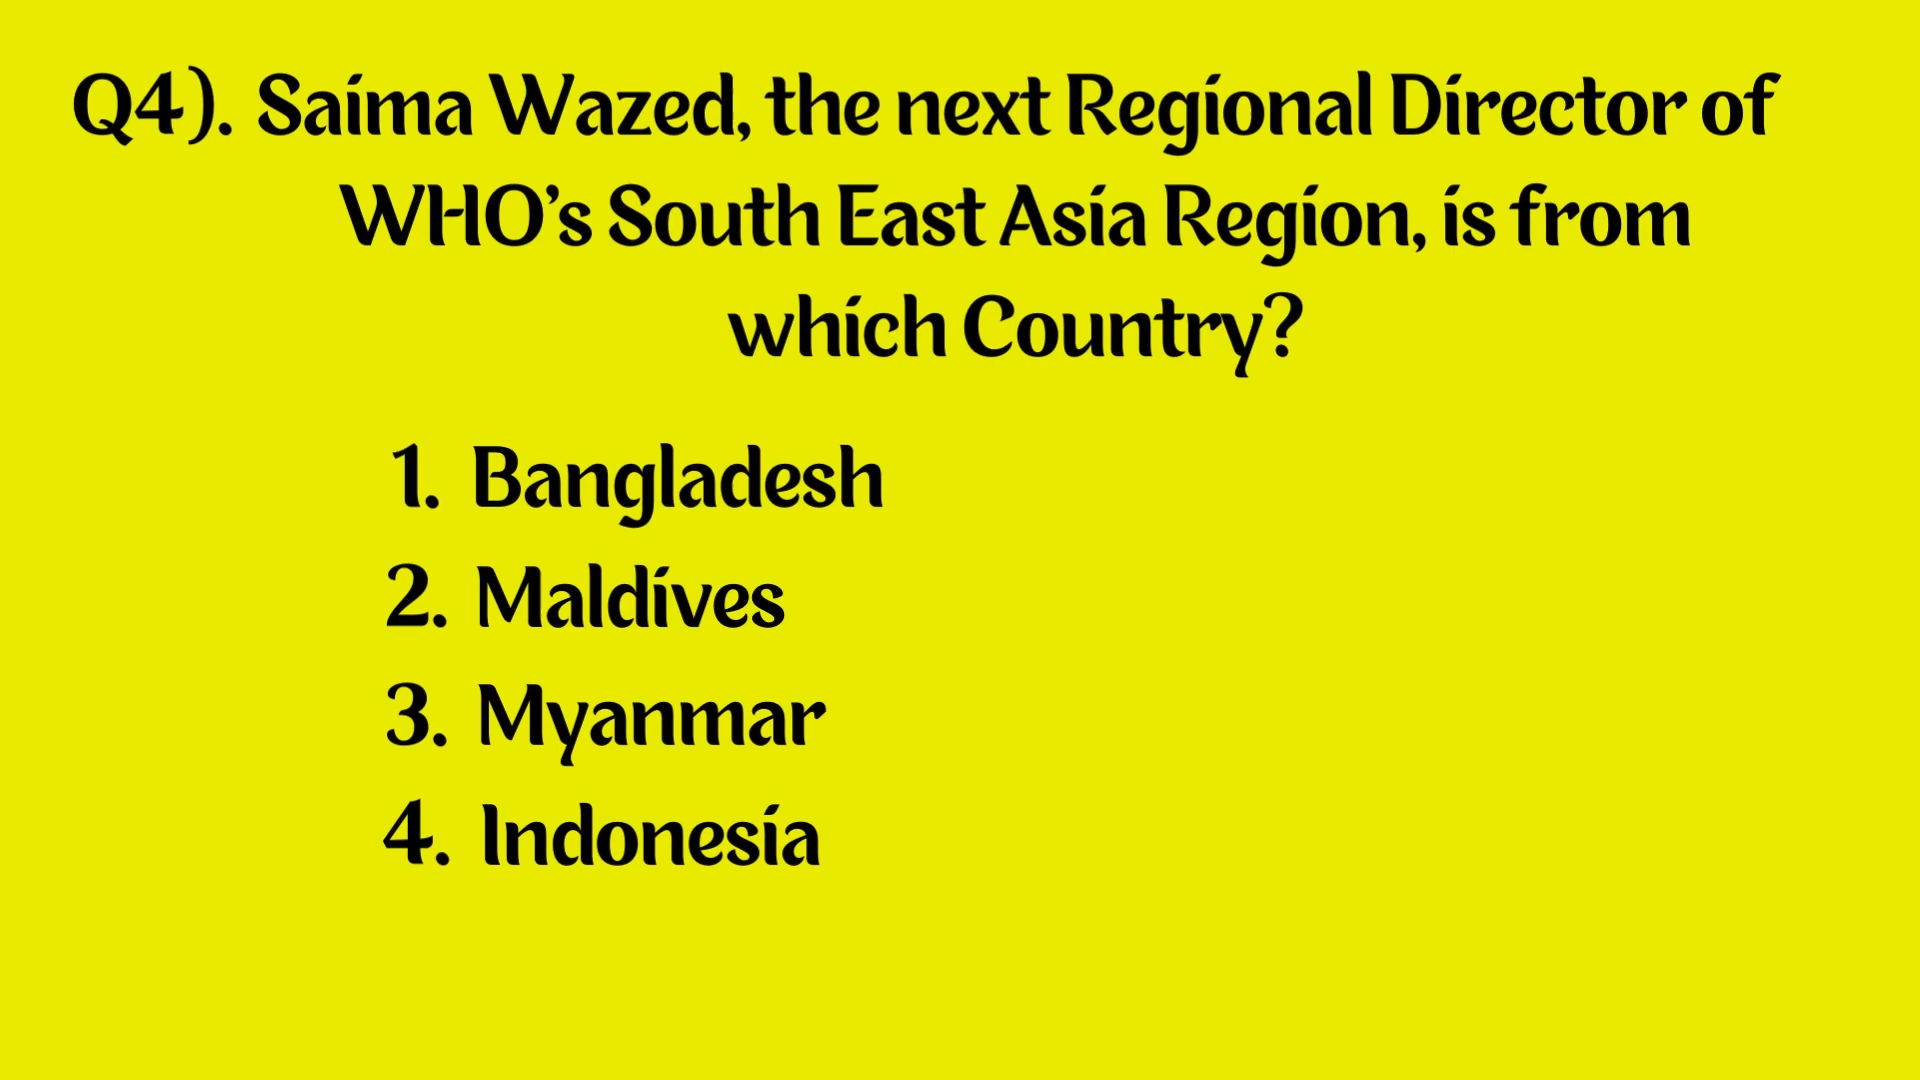 Q4). Saima Wazed, the next Regional Director of
WHO’s South East Asia Region, is from
which Country?
1. Bangladesh
2. Maldives
3. Myanmar
4. Indonesia